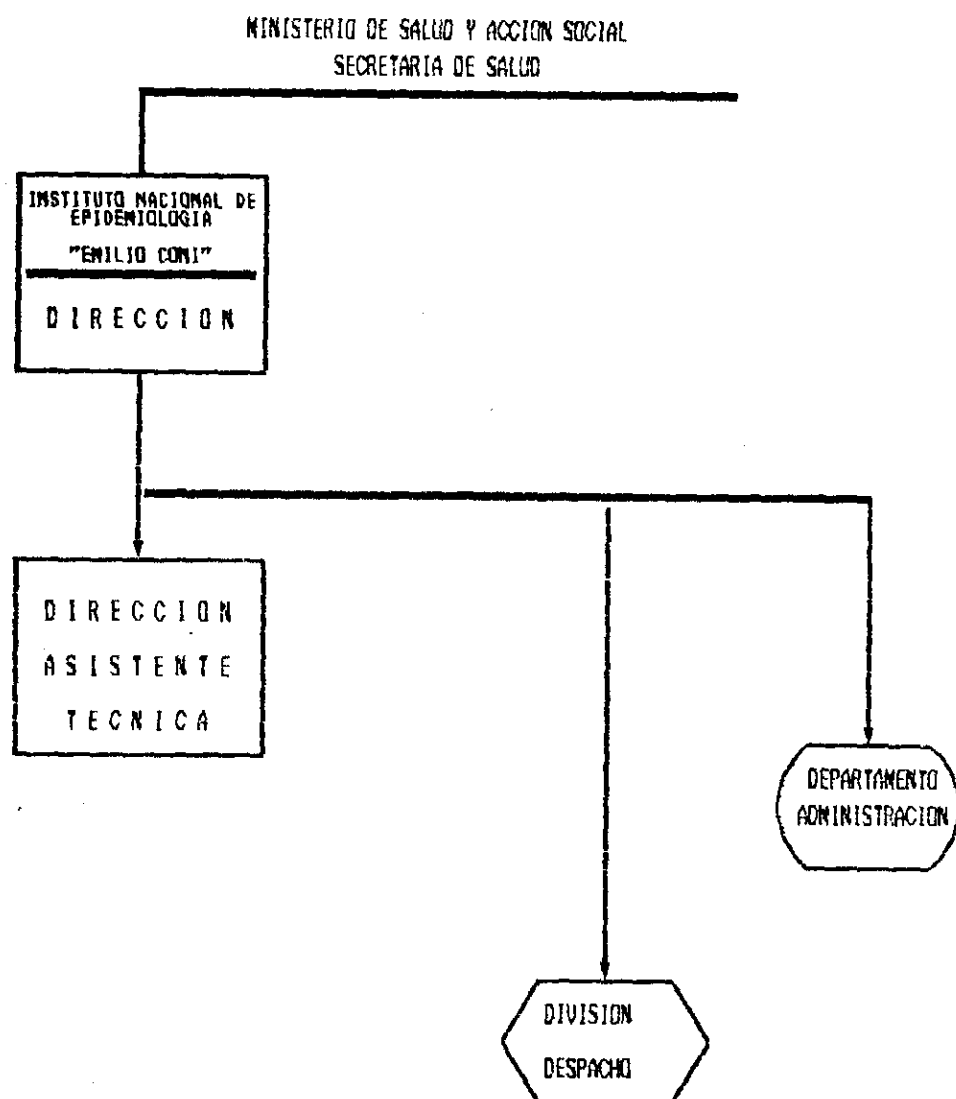 MINISTERIO DE SALUD Y ACCION SOCIAL
SECRETARIA DE SALUD
INSTITUTO NACIONAL DE
EPIDEMIOLOGIA
"EMILIO CONI"
DIRECCION
DIRECCION
ASISTENTE
TECNICA
DEPARTAMENTO
ADMINISTRACION
DIVISION
DESPACHO